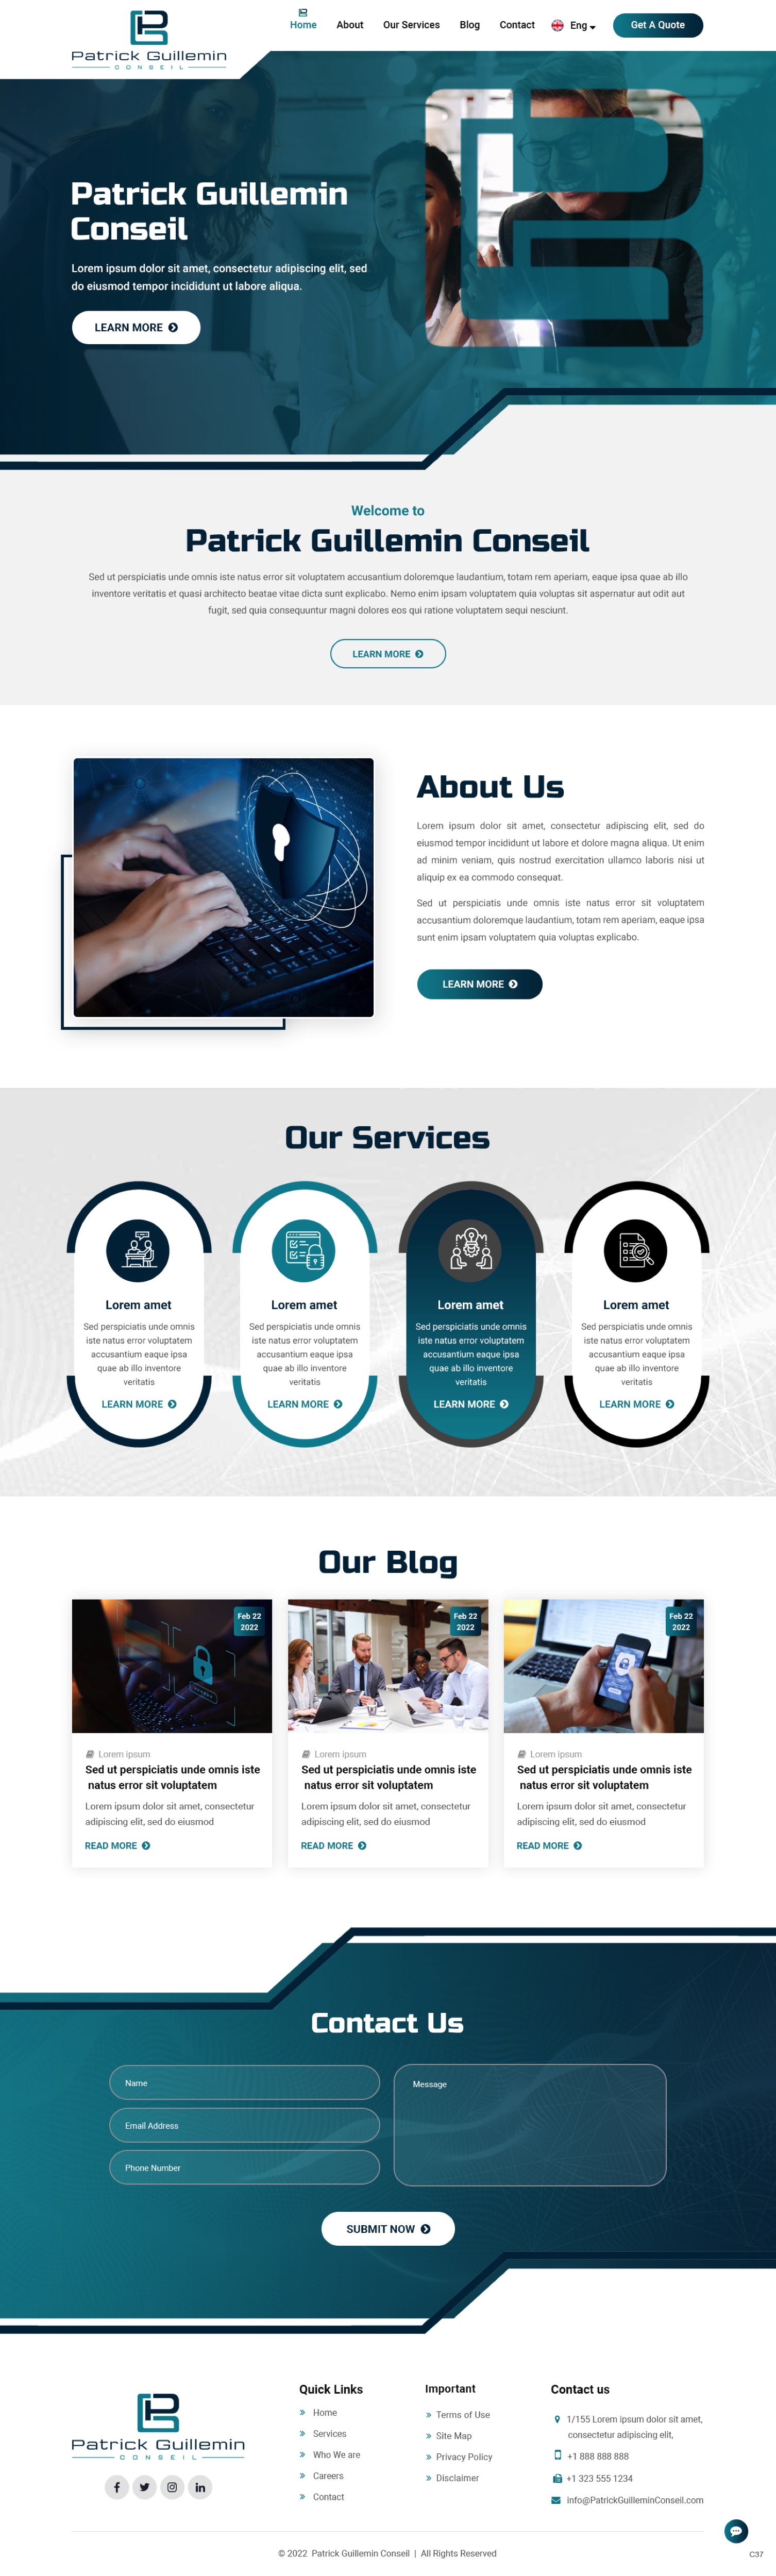 Home
About
Our Services
Blog
Contact
Eng
Get A Quote
Patrick Guillemin
CONSEIL
Patrick Guillemin
Conseil
Lorem ipsum dolor sit amet, consectetur adipiscing elit, sed
do eiusmod tempor incididunt ut labore aliqua.
LEARN MORE
Welcome to
Patrick Guillemin Conseil
Sed ut perspiciatis unde omnis iste natus error sit voluptatem accusantium doloremque laudantium, totam rem aperiam, eaque ipsa quae ab illo
inventore veritatis et quasi architecto beatae vitae dicta sunt explicabo. Nemo enim ipsam voluptatem quia voluptas sit aspernatur aut odit aut
fugit, sed quia consequuntur magni dolores eos qui ratione voluptatem sequi nesciunt.
LEARN MORE
About Us
Lorem ipsum dolor sit amet, consectetur adipiscing elit, sed do
eiusmod tempor incididunt ut labore et dolore magna aliqua. Ut enim
ad minim veniam, quis nostrud exercitation ullamco laboris nisi ut
aliquip ex ea commodo consequat.
Sed ut perspiciatis unde omnis iste natus error sit voluptatem
accusantium doloremque laudantium, totam rem aperiam, eaque ipsa
sunt enim ipsam voluptatem quia voluptas explicabo.
LEARN MORE
Our Services
Lorem amet
Sed perspiciatis unde omnis
iste natus error voluptatem
accusantium eaque ipsa
quae ab illo inventore
veritatis
LEARN MORE
Lorem amet
Sed perspiciatis unde omnis
iste natus error voluptatem
accusantium eaque ipsa
quae ab illo inventore
veritatis
LEARN MORE
Lorem amet
Sed perspiciatis unde omnis
iste natus error voluptatem
accusantium eaque ipsa
quae ab illo inventore
veritatis
LEARN MORE
Lorem amet
Sed perspiciatis unde omnis
iste natus error voluptatem
accusantium eaque ipsa
quae ab illo inventore
veritatis
LEARN MORE
Our Blog
Feb 22
2022
Lorem ipsum
Sed ut perspiciatis unde omnis iste
natus error sit voluptatem
Lorem ipsum dolor sit amet, consectetur
adipiscing elit, sed do eiusmod
READ MORE
Feb 22
2022
Lorem ipsum
Sed ut perspiciatis unde omnis iste
natus error sit voluptatem
Lorem ipsum dolor sit amet, consectetur
adipiscing elit, sed do eiusmod
READ MORE
Feb 22
2022
Lorem ipsum
Sed ut perspiciatis unde omnis iste
natus error sit voluptatem
Lorem ipsum dolor sit amet, consectetur
adipiscing elit, sed do eiusmod
READ MORE
Contact Us
Name
Email Address
Phone Number
Message
SUBMIT NOW
Patrick Guillemin
CONSEIL
Quick Links
Home
Services
Who We are
Careers
Contact
Important
Terms of Use
Site Map
Privacy Policy
Disclaimer
Contact us
1/155 Lorem ipsum dolor sit amet,
consectetur adipiscing elit,
+1 888 888 888
+1 323 555 1234
info@PatrickGuilleminConseil.com
© 2022 Patrick Guillemin Conseil | All Rights Reserved
C37